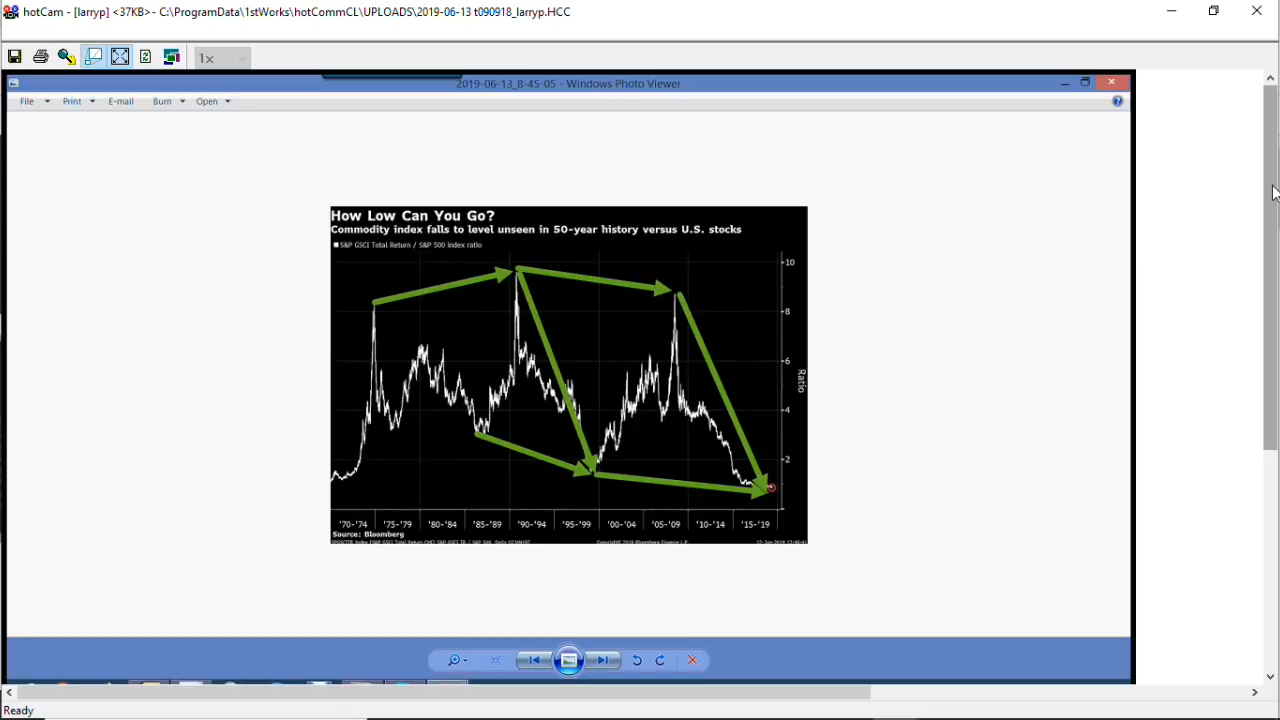 hotCam - [larryp] <37KB> - C:\ProgramData\1stWorks\hotCommCL\UPLOADS\2019-06-13 t090918_larryp.HCC
1x
2019-06-13_8-45-05 - Windows Photo Viewer
File Print E-mail Burn Open
How Low Can You Go?
Commodity index falls to level unseen in 50-year history versus U.S. stocks
S&P GSCI Total Return / S&P 500 Index ratio
10
8
6
Ratio
4
2
'70-'74 '75-'79 '80-'84 '85-'89 '90-'94 '95-'99 '00-'04 '05-'09 '10-'14 '15-'19
Source: Bloomberg
Copyright© 2019 Bloomberg Finance L.P.
Ready